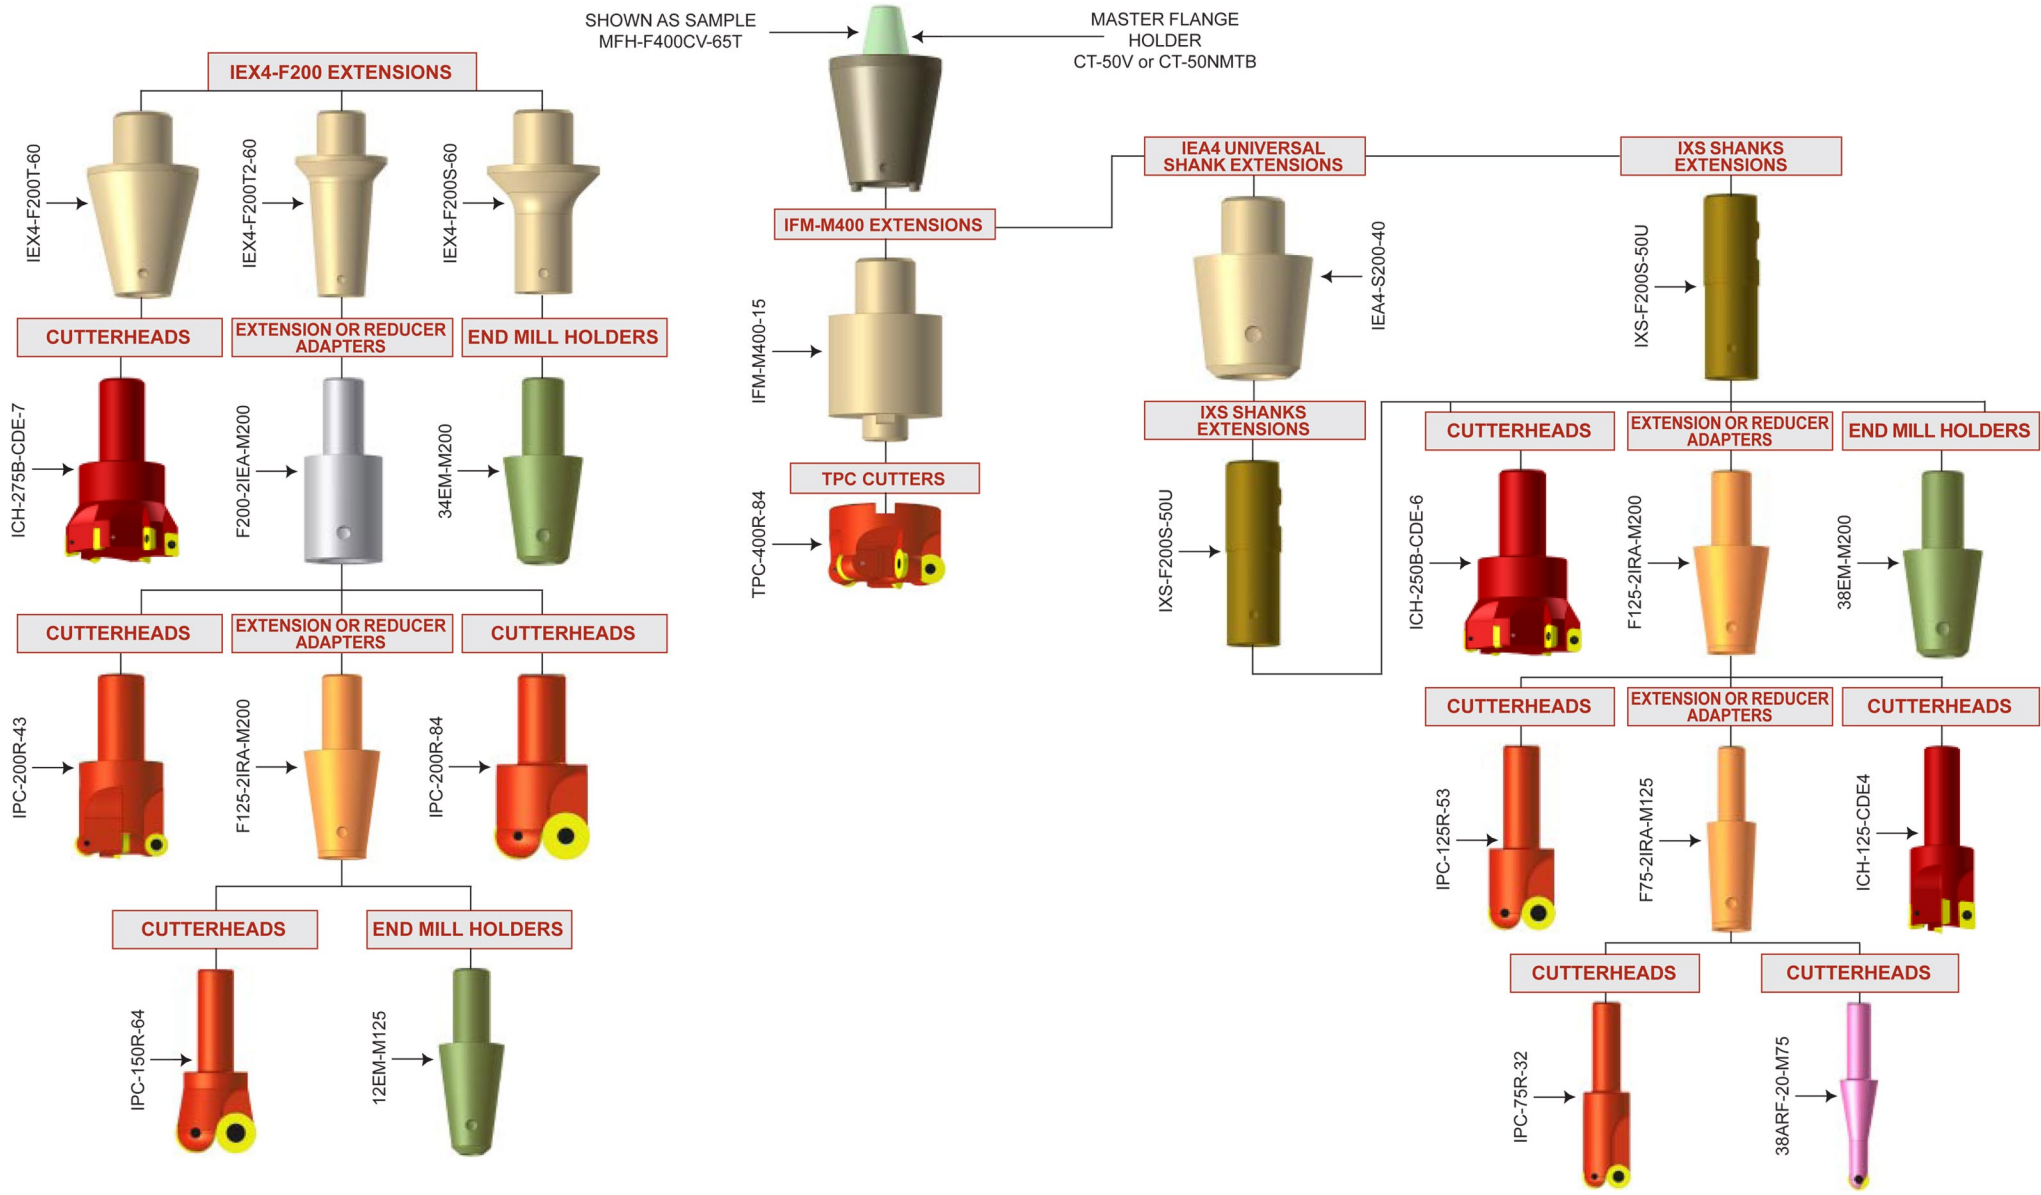 SHOWN AS SAMPLE
MFH-F400CV-65T
MASTER FLANGE
HOLDER
CT-50V or CT-50NMTB
IEX4-F200 EXTENSIONS
IEX4-F200T-60
IEX4-F200T2-60
IEX4-F200S-60
CUTTERHEADS
EXTENSION OR REDUCER
ADAPTERS
END MILL HOLDERS
ICH-275B-CDE-7
F200-2IEA-M200
34EM-M200
CUTTERHEADS
EXTENSION OR REDUCER
ADAPTERS
CUTTERHEADS
IPC-200R-43
F125-2IRA-M200
IPC-200R-84
CUTTERHEADS
END MILL HOLDERS
IPC-150R-64
12EM-M125
IFM-M400 EXTENSIONS
IFM-M400-15
TPC CUTTERS
TPC-400R-84
IEA4 UNIVERSAL
SHANK EXTENSIONS
IEA4-S200-40
IXS SHANKS
EXTENSIONS
IXS-F200S-50U
IXS SHANKS
EXTENSIONS
IXS-F200S-50U
CUTTERHEADS
EXTENSION OR REDUCER
ADAPTERS
END MILL HOLDERS
ICH-250B-CDE-6
F125-2IRA-M200
38EM-M200
CUTTERHEADS
EXTENSION OR REDUCER
ADAPTERS
CUTTERHEADS
IPC-125R-53
F75-2IRA-M125
ICH-125-CDE4
CUTTERHEADS
CUTTERHEADS
IPC-75R-32
38ARF-20-M75